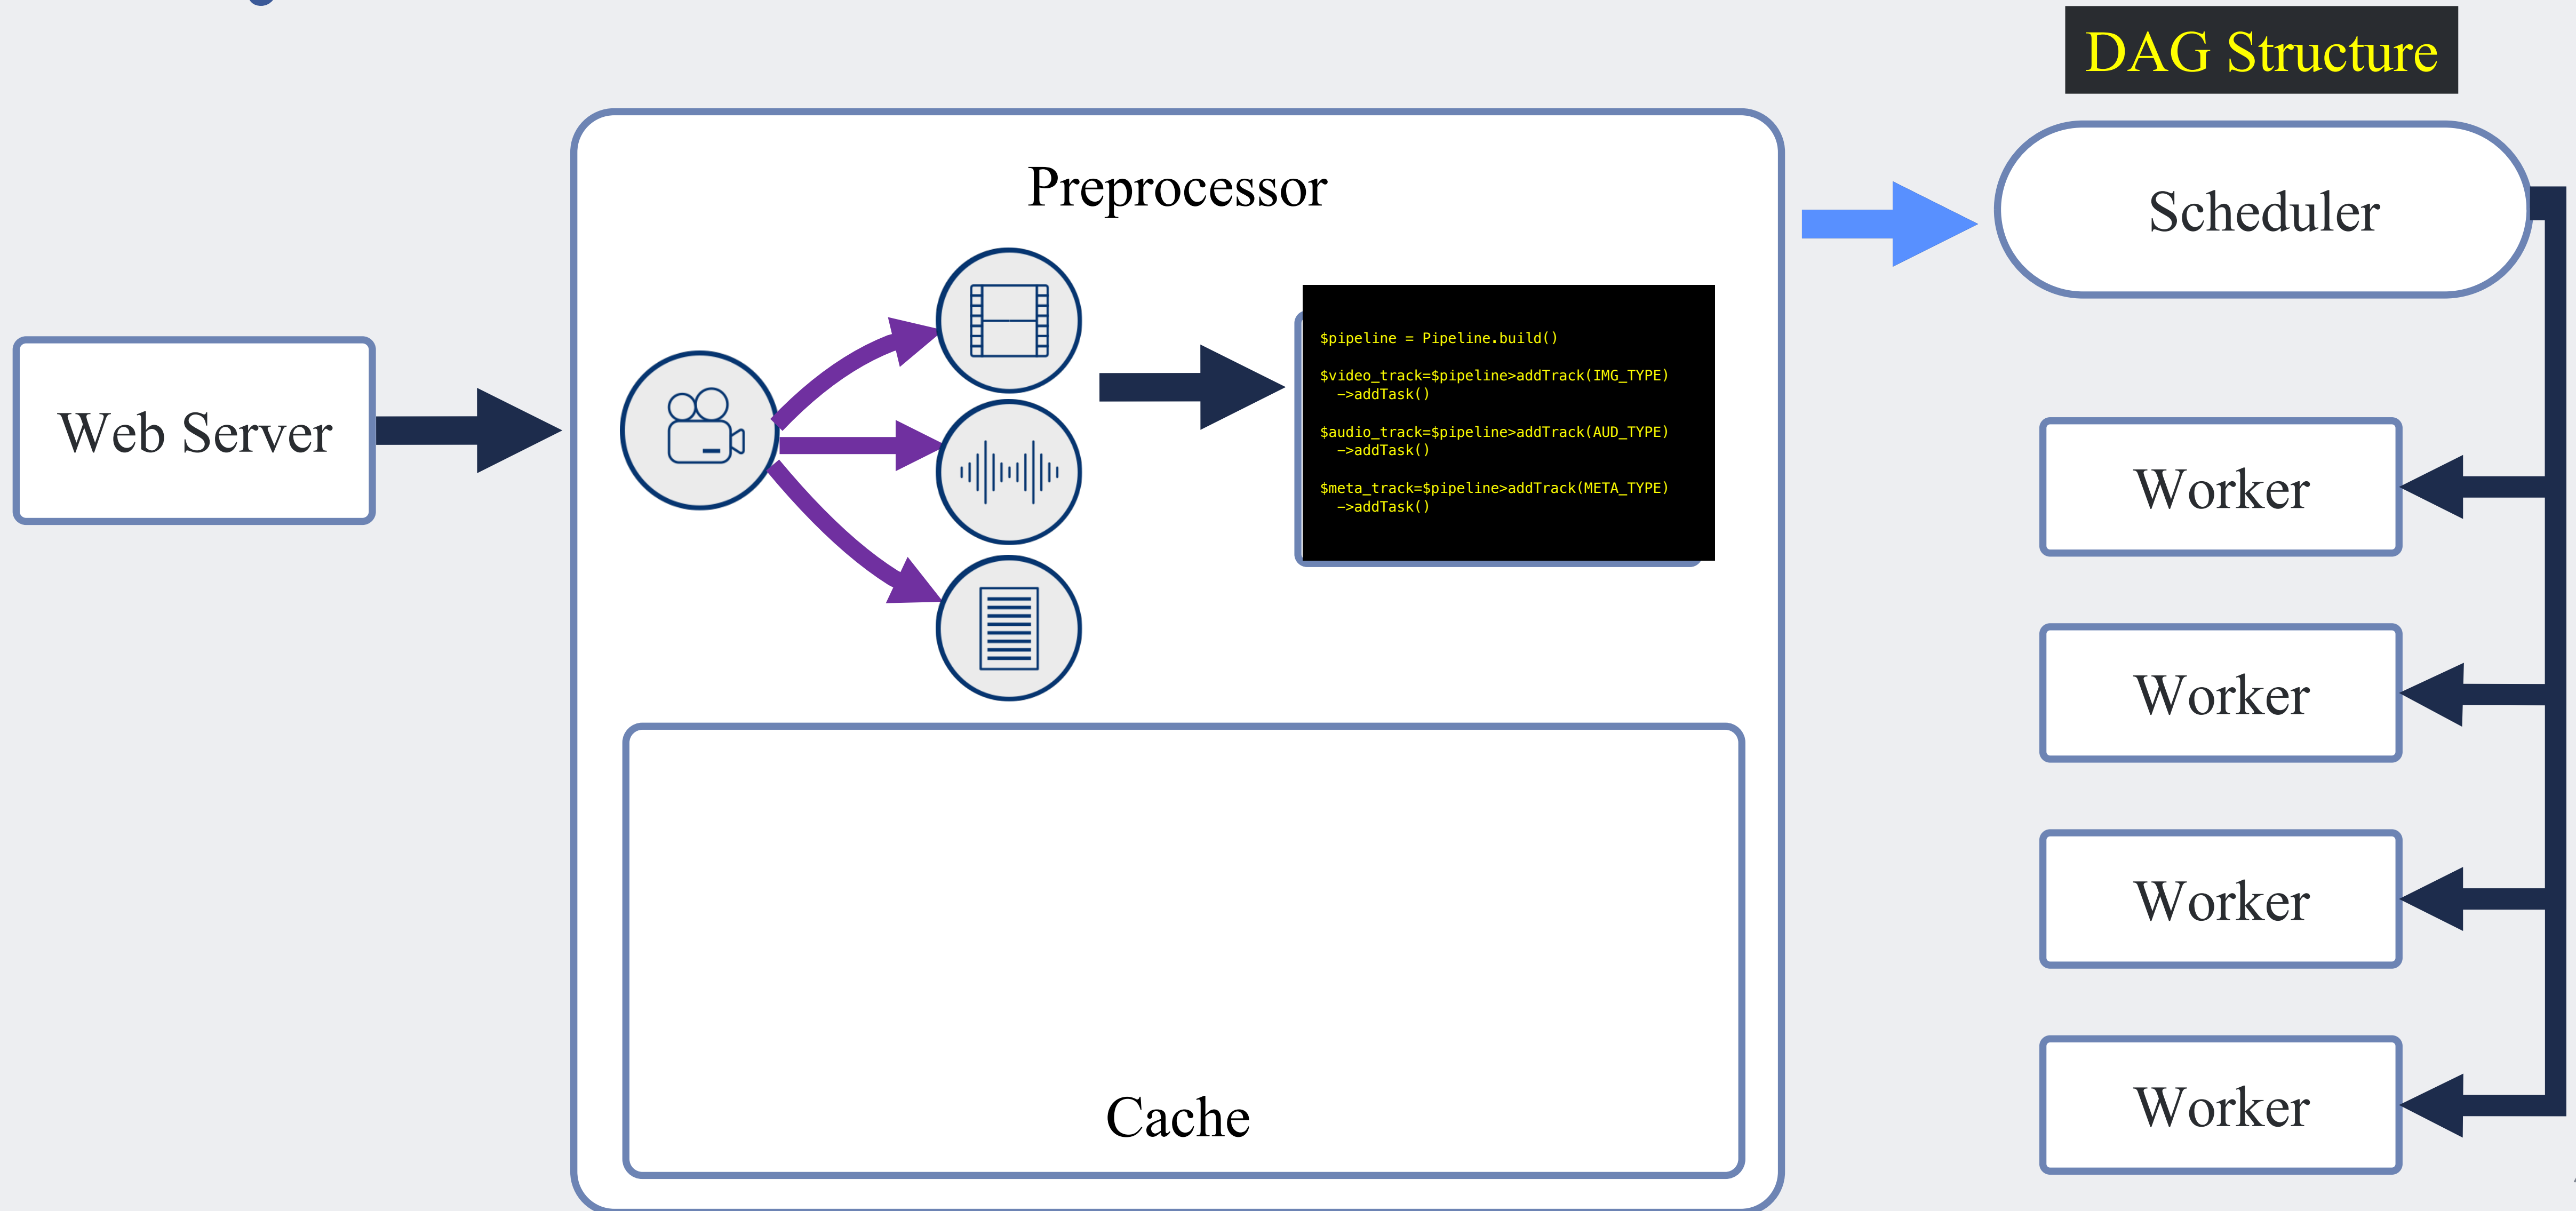 DAG Structure
Preprocessor
Scheduler
Web Server
$pipeline = Pipeline.build()
$video_track=$pipeline>addTrack(IMG_TYPE)
->addTask()
$audio_track=$pipeline>addTrack(AUD_TYPE)
->addTask()
$meta_track=$pipeline>addTrack(META_TYPE)
->addTask()
Worker
Worker
Worker
Worker
Cache